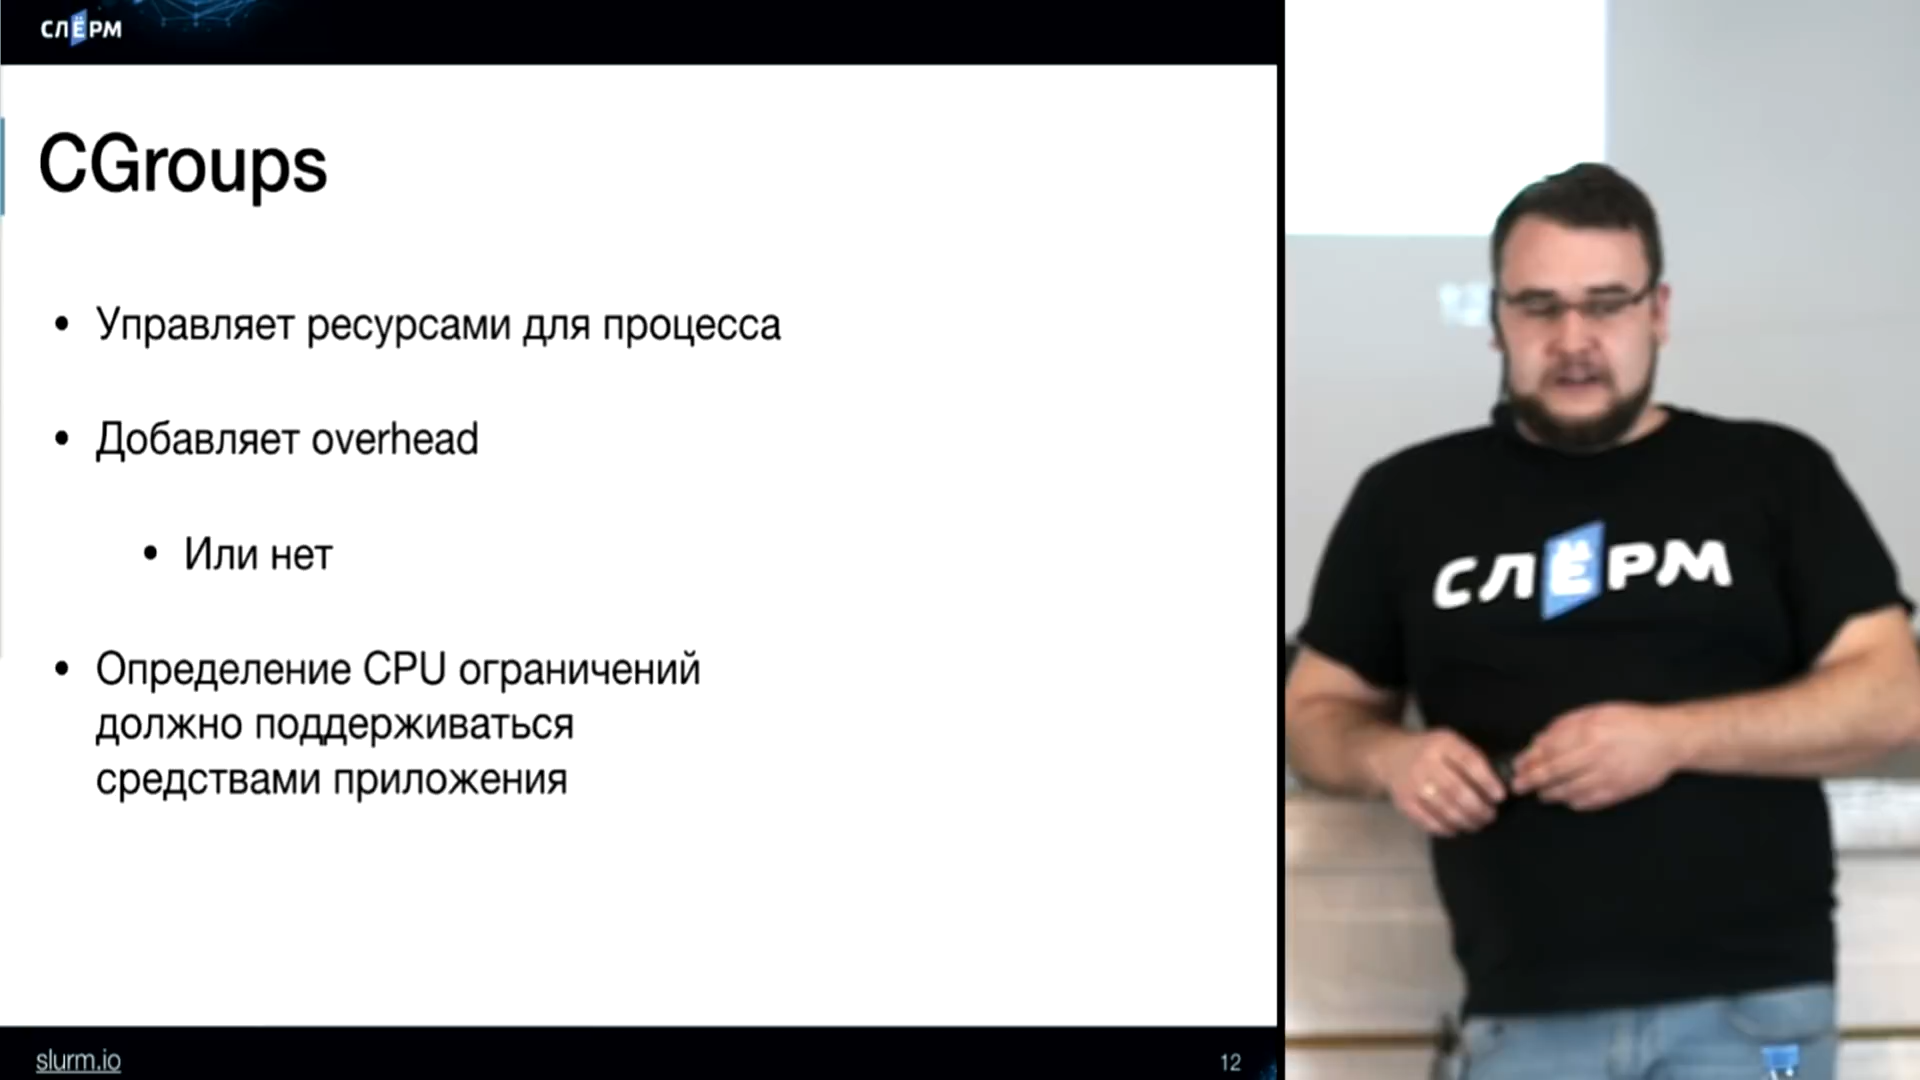 СЛЁРМ
CGroups
• Управляет ресурсами для процесса
• Добавляет overhead
• Или нет
• Определение CPU ограничений
должно поддерживаться
средствами приложения
slurm.io
12
СЛЁРМ